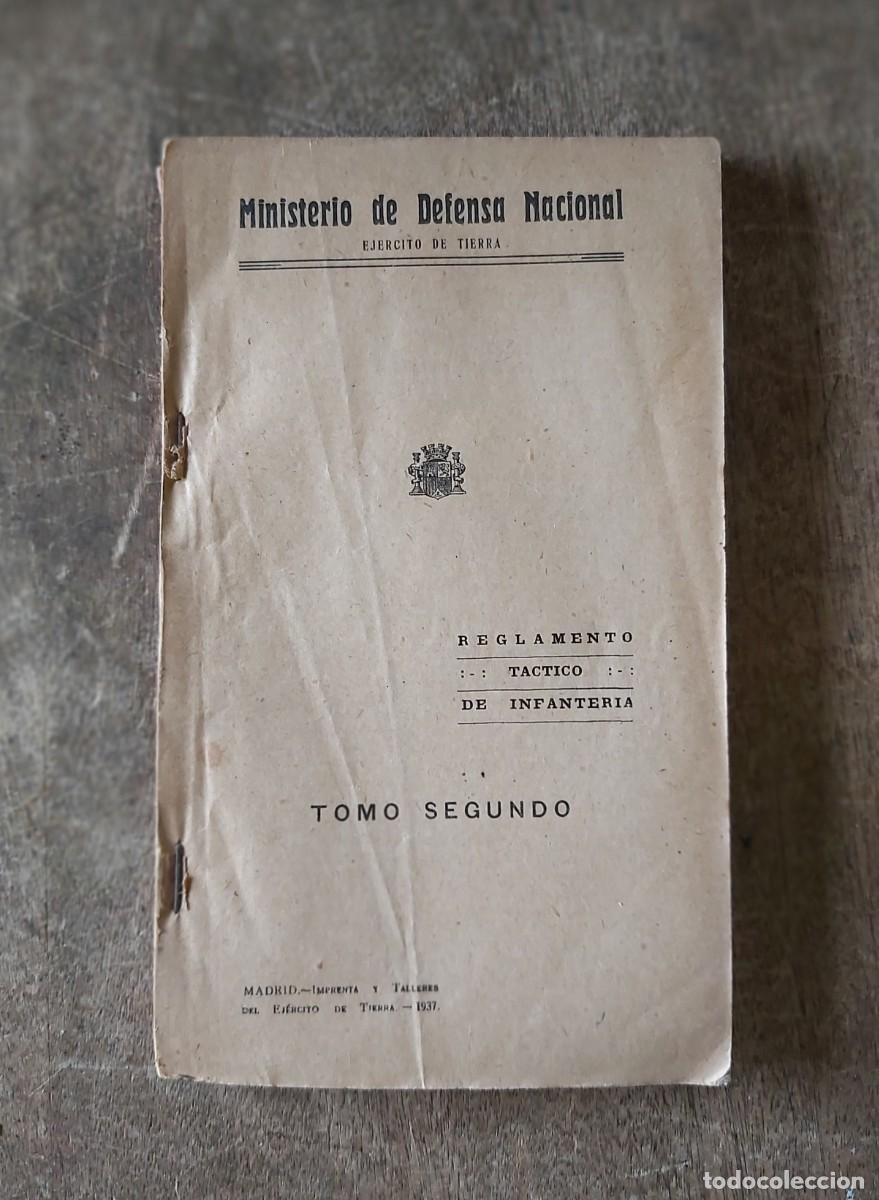 Ministerio de Defensa Nacional
EJERCITO DE TIERRA
REGLAMENTO
:-: TACTICO :-:
DE INFANTERIA
TOMO SEGUNDO
MADRID.—IMPRENTA Y TALLERES
DEL EJÉRCITO DE TIERRA.—1937.
todocoleccion